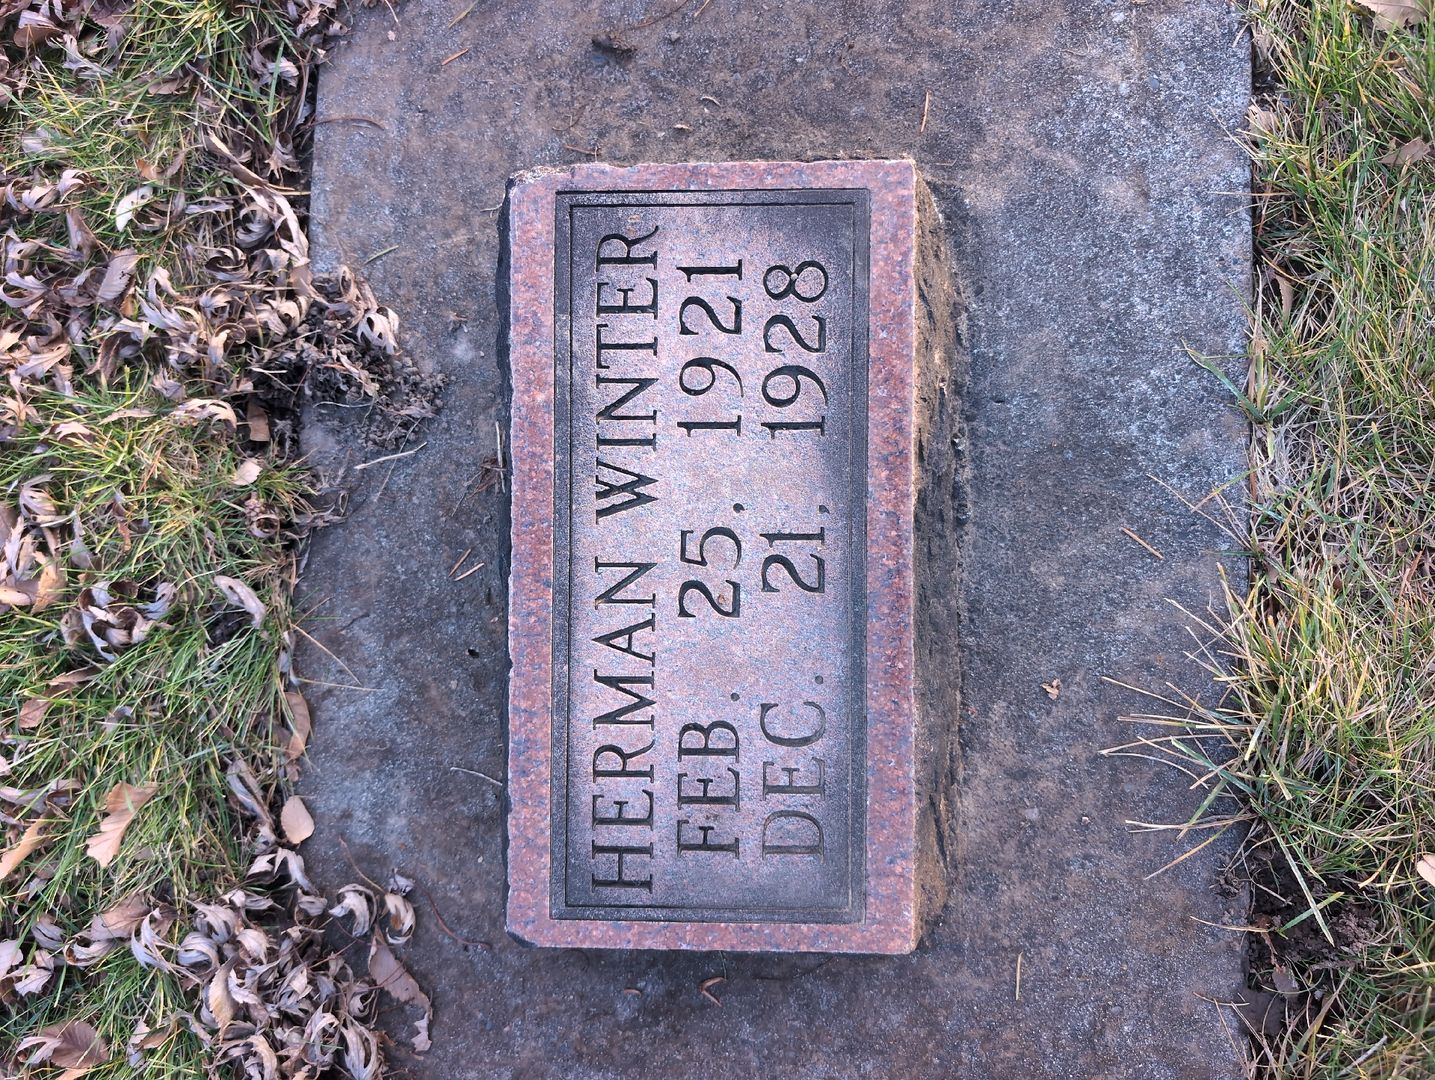 HERMAN WINTER
FEB. 25. 1921
DEC. 21, 1928